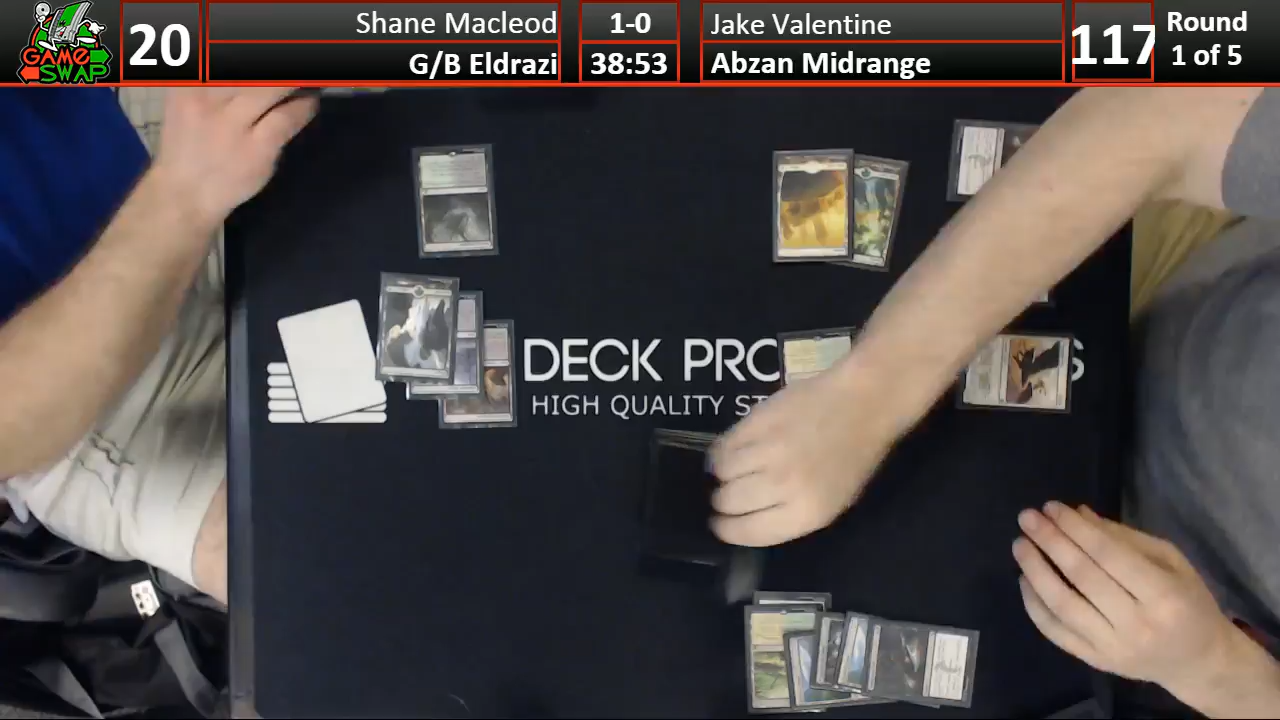 GAME
SWAP
20
Shane Macleod
G/B Eldrazi
1-0
38:53
Jake Valentine
Abzan Midrange
117
Round
1 of 5
DECK PRO
S
HIGH QUALITY ST